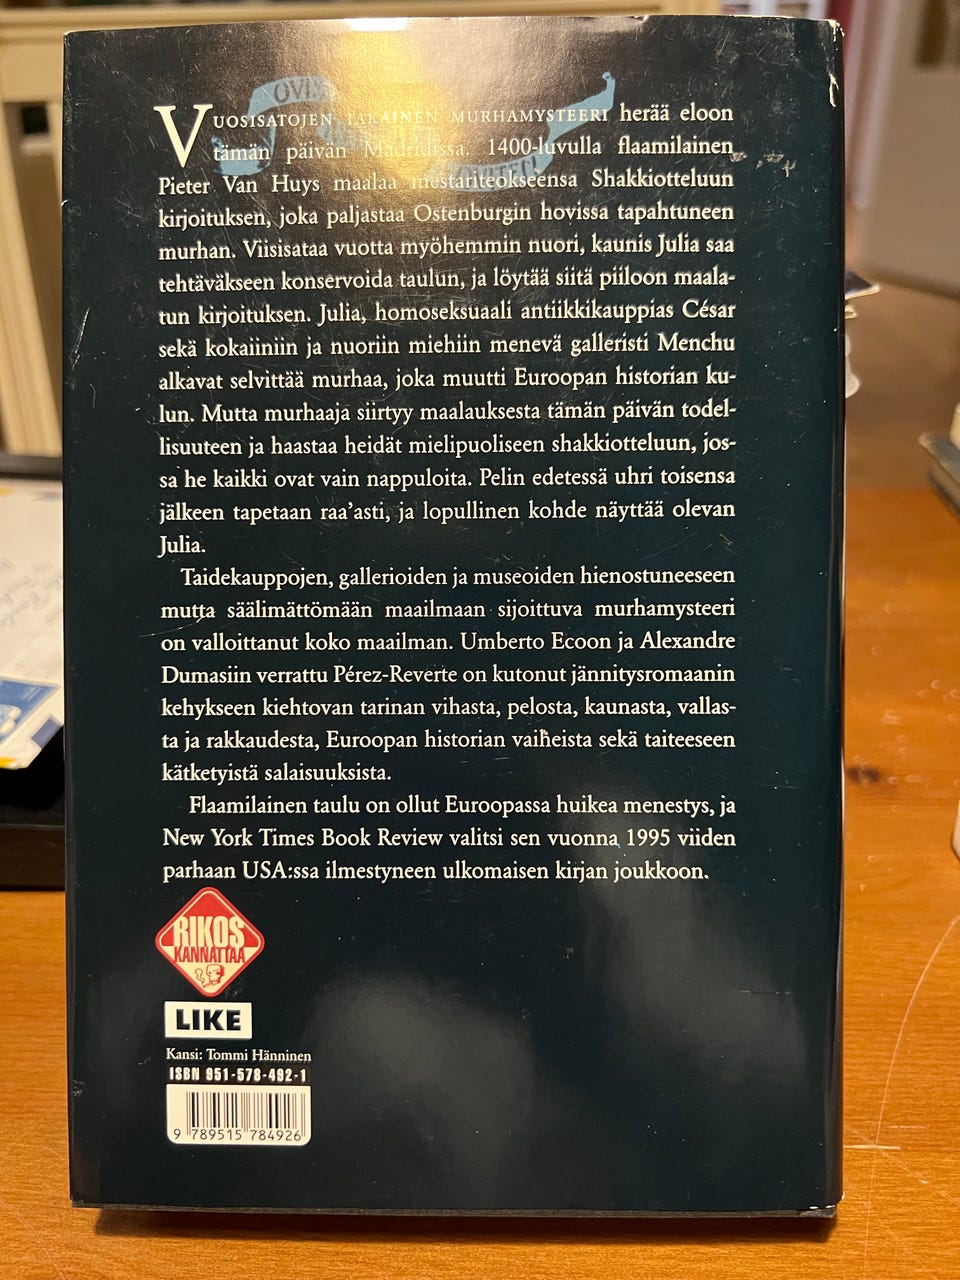 VUOSISATOJEN TAKAINEN MURHAMYSTEERI herää eloon
tämän päivän Madridissa. 1400-luvulla flaamilainen
Pieter Van Huys maalaa mestariteokseensa Shakkiotteluun
kirjoituksen, joka paljastaa Ostenburgin hovissa tapahtuneen
murhan. Viisisataa vuotta myöhemmin nuori, kaunis Julia saa
tehtäväkseen konservoida taulun, ja löytää siitä piiloon maala-
tun kirjoituksen. Julia, homoseksuaali antiikkikauppias César
sekä kokaiiniin ja nuoriin miehiin menevä galleristi Menchu
alkavat selvittää murhaa, joka muutti Euroopan historian ku-
lun. Mutta murhaaja siirtyy maalauksesta tämän päivän todel-
lisuuteen ja haastaa heidät mielipuoliseen shakkiotteluun, jos-
sa he kaikki ovat vain nappuloita. Pelin edetessä uhri toisensa
jälkeen tapetaan raa'asti, ja lopullinen kohde näyttää olevan
Julia.
Taidekauppojen, gallerioiden ja museoiden hienostuneeseen
mutta säälimättömään maailmaan sijoittuva murhamysteeri
on valloittanut koko maailman. Umberto Ecoon ja Alexandre
Dumasiin verrattu Pérez-Reverte on kutonut jännitysromaanin
kehykseen kiehtovan tarinan vihasta, pelosta, kaunasta, vallas-
ta ja rakkaudesta, Euroopan historian vaiheista sekä taiteeseen
kätketyistä salaisuuksista.
Flaamilainen taulu on ollut Euroopassa huikea menestys, ja
New York Times Book Review valitsi sen vuonna 1995 viiden
parhaan USA:ssa ilmestyneen ulkomaisen kirjan joukkoon.
RIKOS
KANNATTAA
LIKE
Kansi: Tommi Hänninen
ISBN 951-578-492-1
9 789515 784926